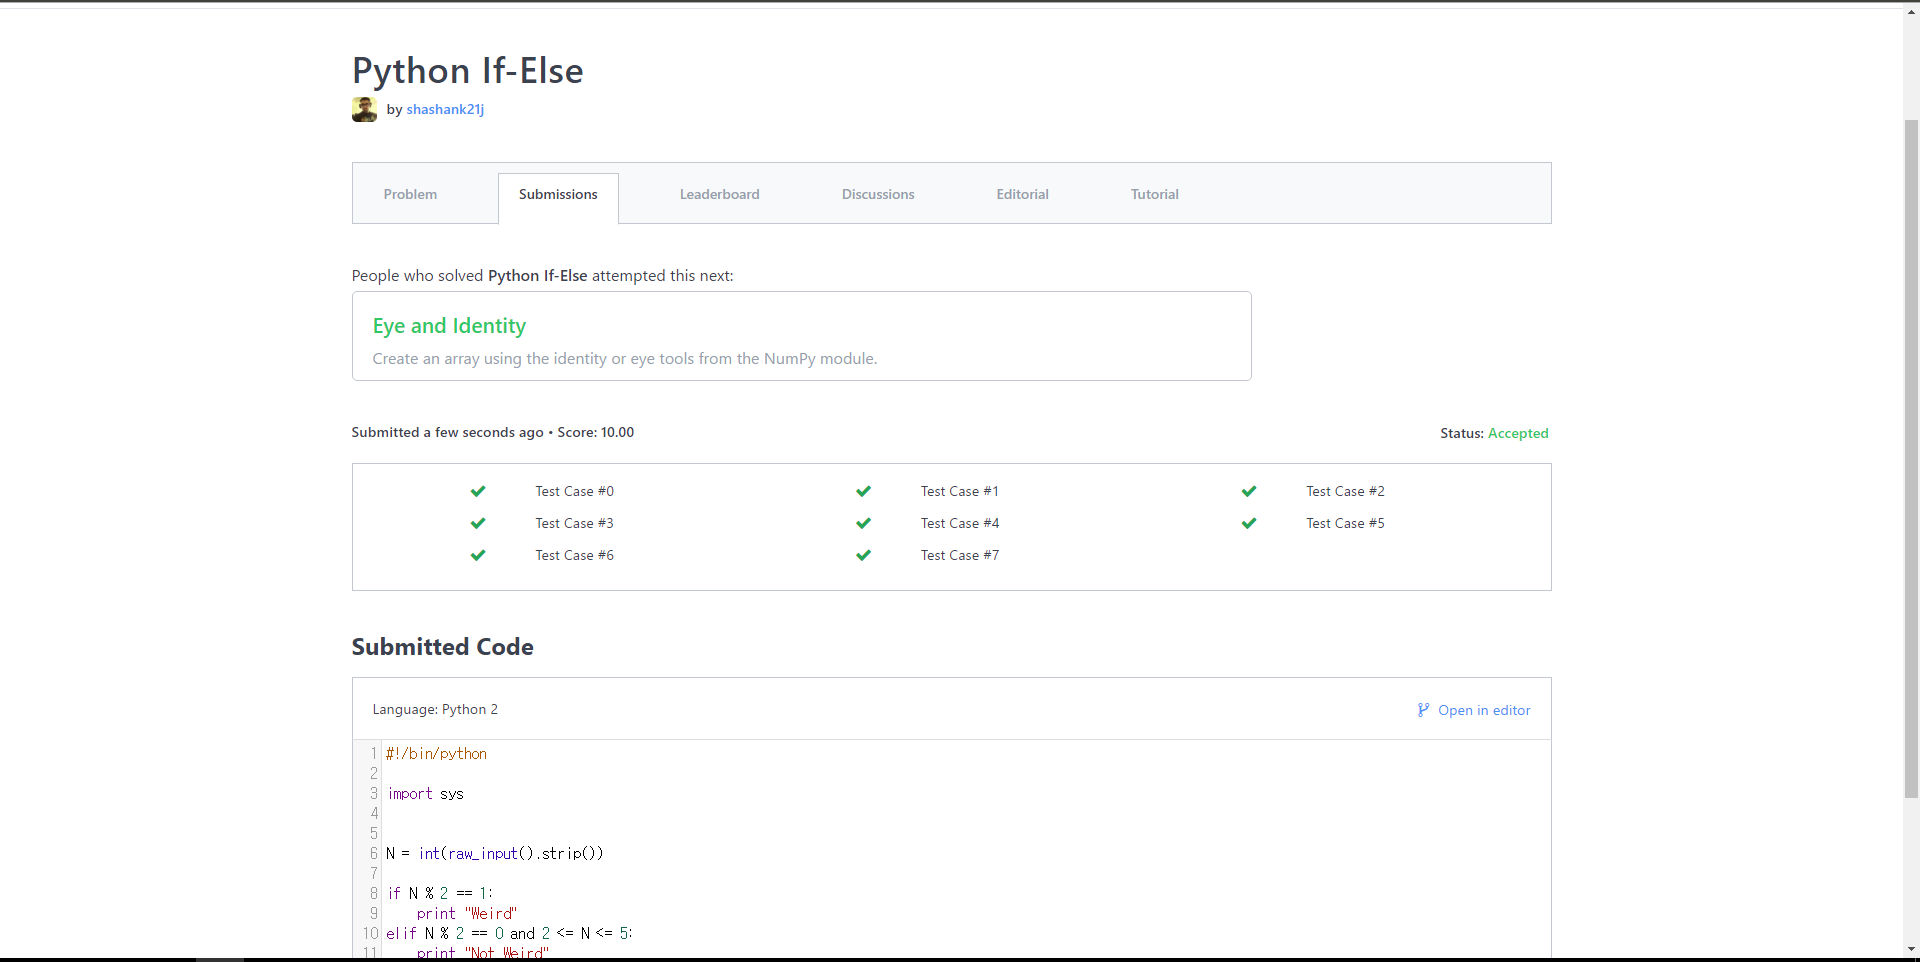 Python If-Else
by shashank21j
Problem Submissions Leaderboard Discussions Editorial Tutorial
People who solved Python If-Else attempted this next:
Eye and Identity
Create an array using the identity or eye tools from the NumPy module.
Submitted a few seconds ago • Score: 10.00 Status: Accepted
Test Case #0 Test Case #1 Test Case #2
Test Case #3 Test Case #4 Test Case #5
Test Case #6 Test Case #7
Submitted Code
Language: Python 2 Open in editor
1 #!/bin/python
2
3 import sys
4
5
6 N = int(raw_input().strip())
7
8 if N % 2 == 1:
9     print "Weird"
10 elif N % 2 == 0 and 2 <= N <= 5:
11     print "Not Weird"